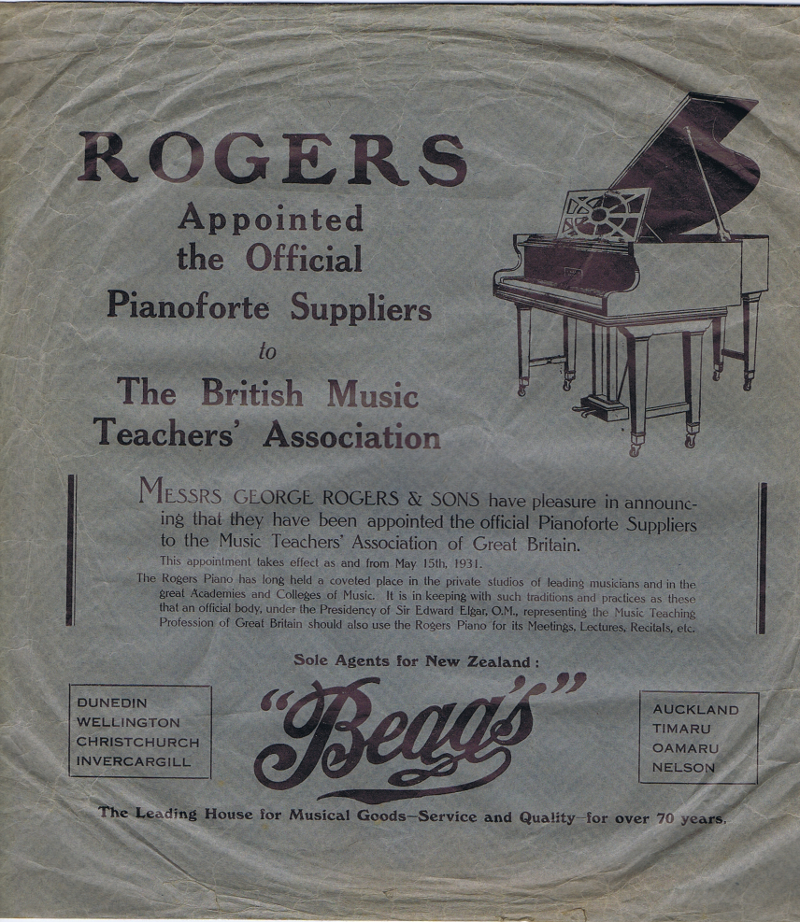 ROGERS
Appointed
the Official
Pianoforte Suppliers
to
The British Music
Teachers' Association
MESSRS GEORGE ROGERS & SONS have pleasure in announc-
ing that they have been appointed the official Pianoforte Suppliers
to the Music Teachers' Association of Great Britain.
This appointment takes effect as and from May 15th, 1931.
The Rogers Piano has long held a coveted place in the private studios of leading musicians and in the
great Academies and Colleges of Music. It is in keeping with such traditions and practices as these
that an official body, under the Presidency of Sir Edward Elgar, O.M., representing the Music Teaching
Profession of Great Britain should also use the Rogers Piano for its Meetings, Lectures, Recitals, etc.
Sole Agents for New Zealand:
"Begg's"
DUNEDIN
WELLINGTON
CHRISTCHURCH
INVERCARGILL
AUCKLAND
TIMARU
OAMARU
NELSON
The Leading House for Musical Goods—Service and Quality—for over 70 years.